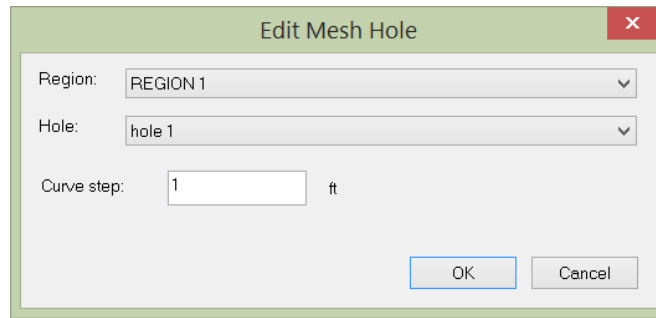 Edit Mesh Hole
x
Region: REGION 1
Hole: hole 1
Curve step: 1 ft
OK Cancel